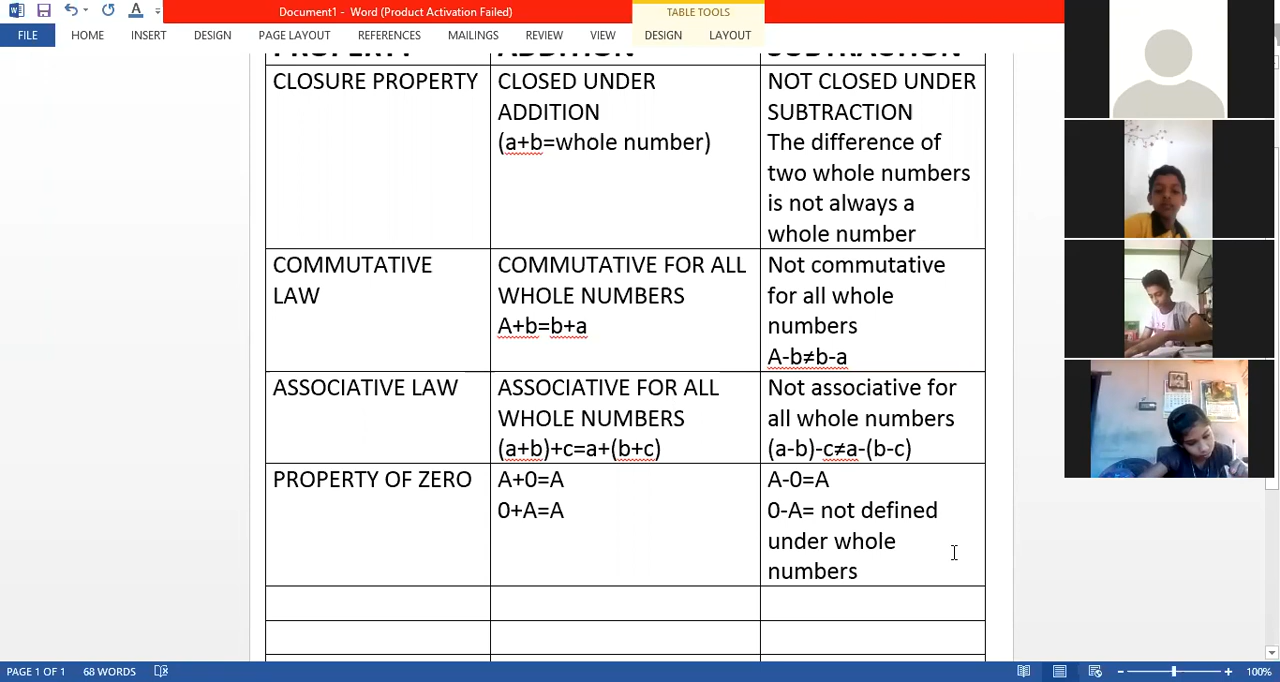 Document1 - Word (Product Activation Failed)
TABLE TOOLS
FILE HOME INSERT DESIGN PAGE LAYOUT REFERENCES MAILINGS REVIEW VIEW DESIGN LAYOUT
PROPERTY ADDITION SUBTRACTION
CLOSURE PROPERTY
CLOSED UNDER
ADDITION
(a+b=whole number)
NOT CLOSED UNDER
SUBTRACTION
The difference of
two whole numbers
is not always a
whole number
COMMUTATIVE
LAW
COMMUTATIVE FOR ALL
WHOLE NUMBERS
A+b=b+a
Not commutative
for all whole
numbers
A-b≠b-a
ASSOCIATIVE LAW
ASSOCIATIVE FOR ALL
WHOLE NUMBERS
(a+b)+c=a+(b+c)
Not associative for
all whole numbers
(a-b)-c≠a-(b-c)
PROPERTY OF ZERO
A+0=A
0+A=A
A-0=A
0-A= not defined
under whole
numbers
PAGE 1 OF 1 68 WORDS 100%